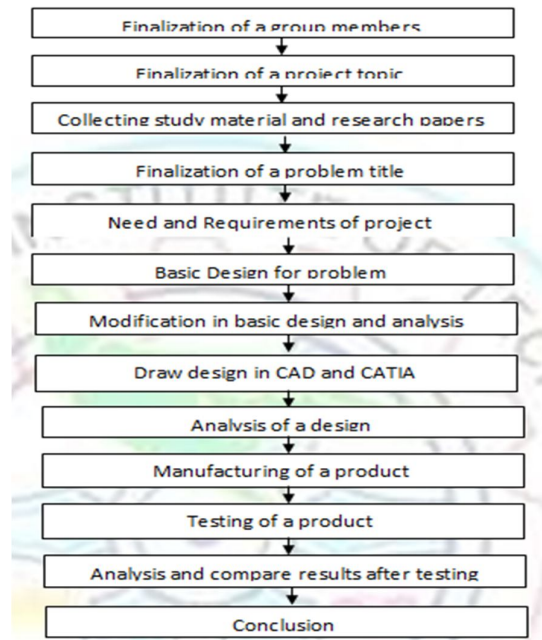 Finalization of a group members
Finalization of a project topic
Collecting study material and research papers
Finalization of a problem title
Need and Requirements of project
Basic Design for problem
Modification in basic design and analysis
Draw design in CAD and CATIA
Analysis of a design
Manufacturing of a product
Testing of a product
Analysis and compare results after testing
Conclusion